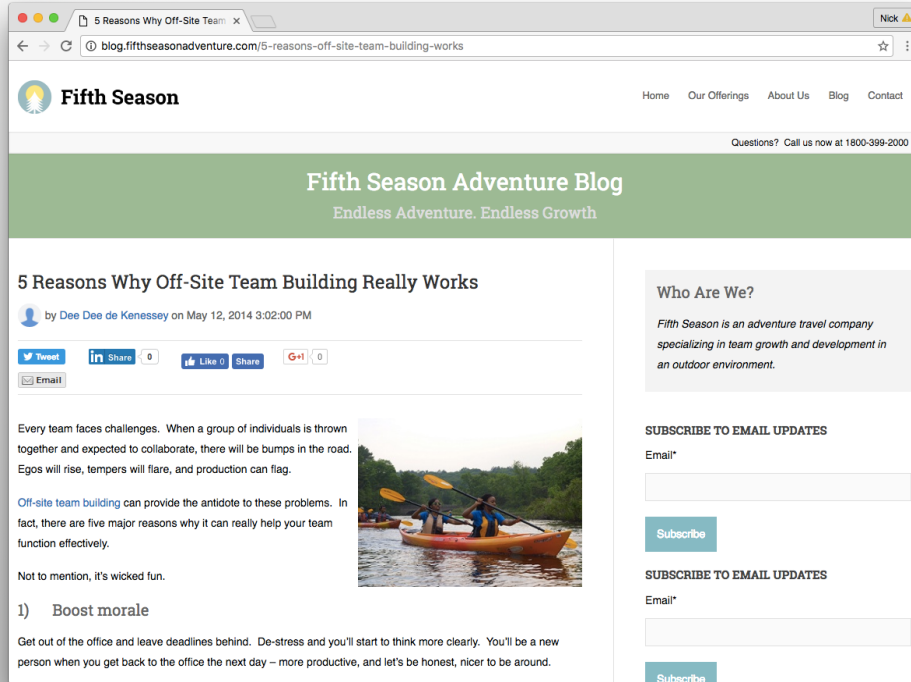 5 Reasons Why Off-Site Team
Nick
blog.fifthseasonadventure.com/5-reasons-off-site-team-building-works
Fifth Season
Home Our Offerings About Us Blog Contact
Questions? Call us now at 1800-399-2000
Fifth Season Adventure Blog
Endless Adventure. Endless Growth
5 Reasons Why Off-Site Team Building Really Works
by Dee Dee de Kenessey on May 12, 2014 3:02:00 PM
Tweet in Share 0 Like 0 Share G+1 0
Email
Every team faces challenges. When a group of individuals is thrown
together and expected to collaborate, there will be bumps in the road.
Egos will rise, tempers will flare, and production can flag.
Off-site team building can provide the antidote to these problems. In
fact, there are five major reasons why it can really help your team
function effectively.
Not to mention, it's wicked fun.
1) Boost morale
Get out of the office and leave deadlines behind. De-stress and you'll start to think more clearly. You'll be a new
person when you get back to the office the next day – more productive, and let's be honest, nicer to be around.
Who Are We?
Fifth Season is an adventure travel company
specializing in team growth and development in
an outdoor environment.
SUBSCRIBE TO EMAIL UPDATES
Email*
Subscribe
SUBSCRIBE TO EMAIL UPDATES
Email*
Subscribe